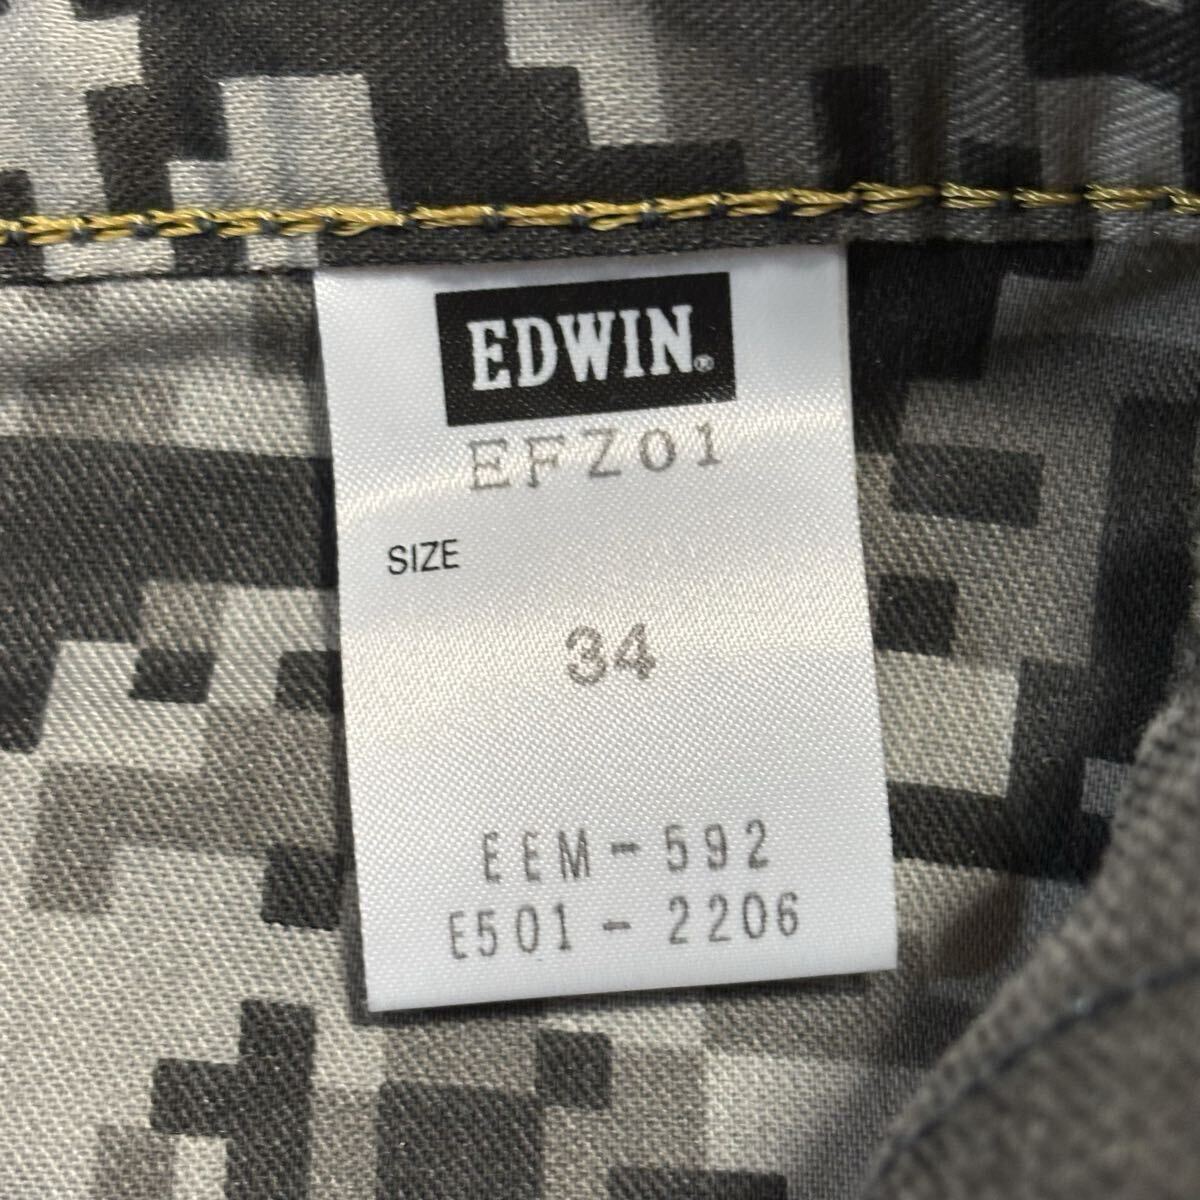 EDWIN®
EFZ01
SIZE
34
EEM-592
E501-2206